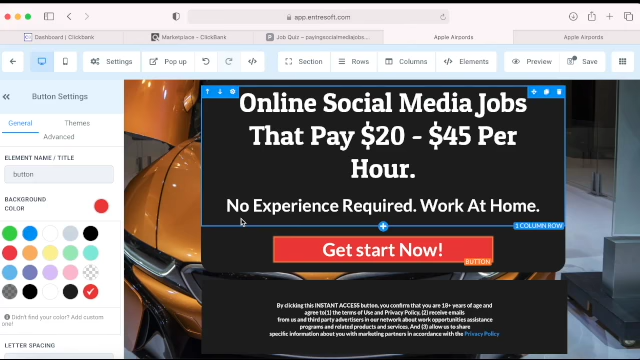 app.entresoft.com
Dashboard | Clickbank
Marketplace - ClickBank
Job Quiz – payingsocialmediajobs...
Apple Airpords
Apple Airpords
Settings
Pop up
Section
Rows
Columns
Elements
Preview
Save
Button Settings
General
Themes
Advanced
ELEMENT NAME / TITLE
button
BACKGROUND
COLOR
Didn't find your color? Add custom
one!
LETTER SPACING
Online Social Media Jobs
That Pay $20 - $45 Per
Hour.
No Experience Required. Work At Home.
1 COLUMN ROW
Get start Now!
BUTTON
By clicking this INSTANT ACCESS button, you confirm that you are 18+ years of age and
agree to(1) the terms of Use and Privacy Policy. (2) receive emails
from us and third party advertisers in our network about work opportunities assistance
programs and related products and services. And (3) allow us to share
specific information about you with marketing partners in accordance with the Privacy Policy